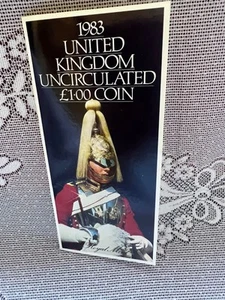 1983
UNITED
KINGDOM
UNCIRCULATED
£1·00 COIN